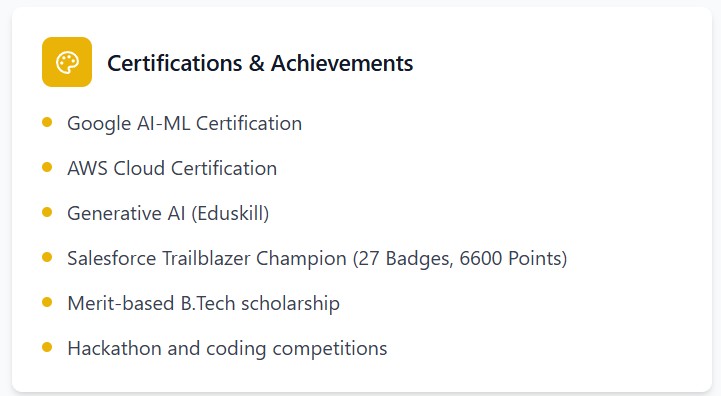 Certifications & Achievements
Google AI-ML Certification
AWS Cloud Certification
Generative AI (Eduskill)
Salesforce Trailblazer Champion (27 Badges, 6600 Points)
Merit-based B.Tech scholarship
Hackathon and coding competitions